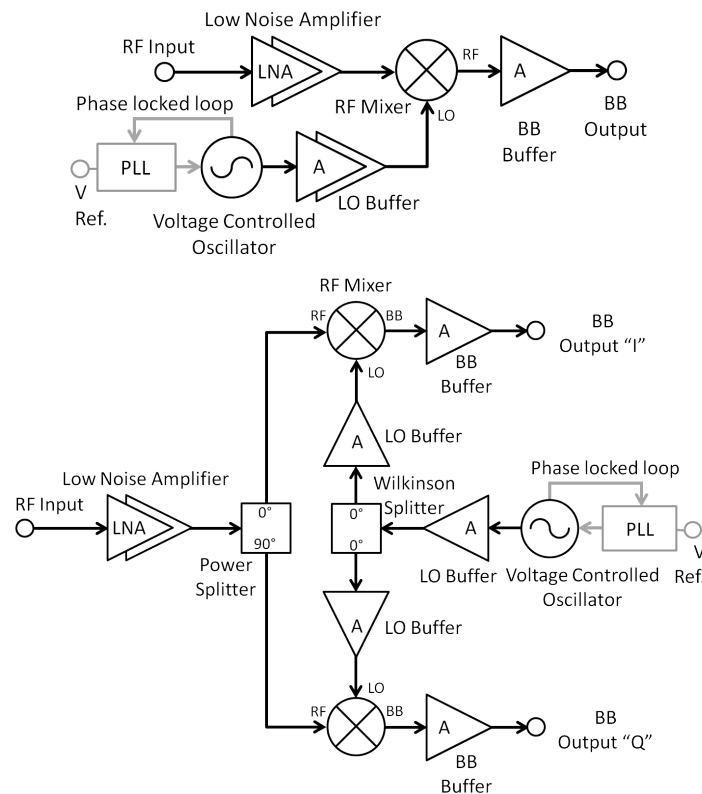 Low Noise Amplifier
RF Input
LNA
RF
A
RF Mixer
LO
BB
Buffer
BB
Output
Phase locked loop
PLL
A
V
Ref.
LO Buffer
Voltage Controlled
Oscillator
RF Mixer
RF
BB
A
BB
Output “I”
LO
BB
Buffer
A
LO Buffer
Low Noise Amplifier
Wilkinson
Splitter
Phase locked loop
RF Input
LNA
0°
90°
0°
0°
A
PLL
Power
Splitter
LO Buffer
Voltage Controlled
Oscillator
V
Ref.
A
LO Buffer
LO
RF
BB
A
BB
Output “Q”
BB
Buffer